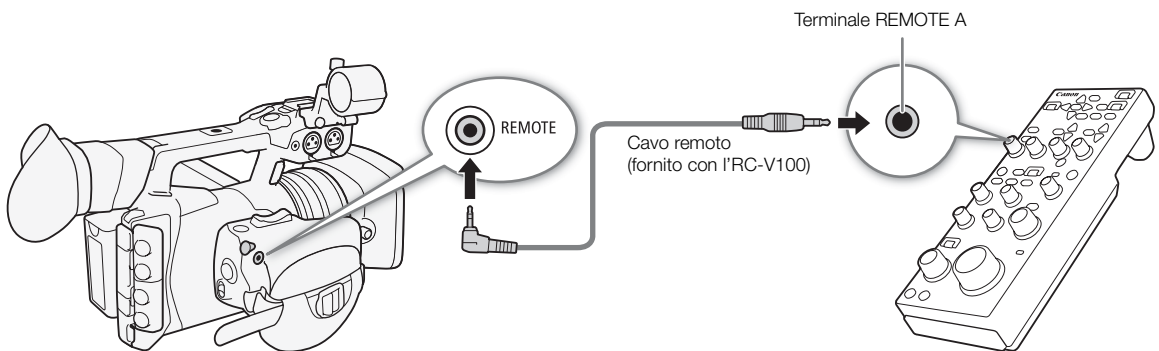 Terminale REMOTE A
REMOTE
Cavo remoto
(fornito con l'RC-V100)
Canon